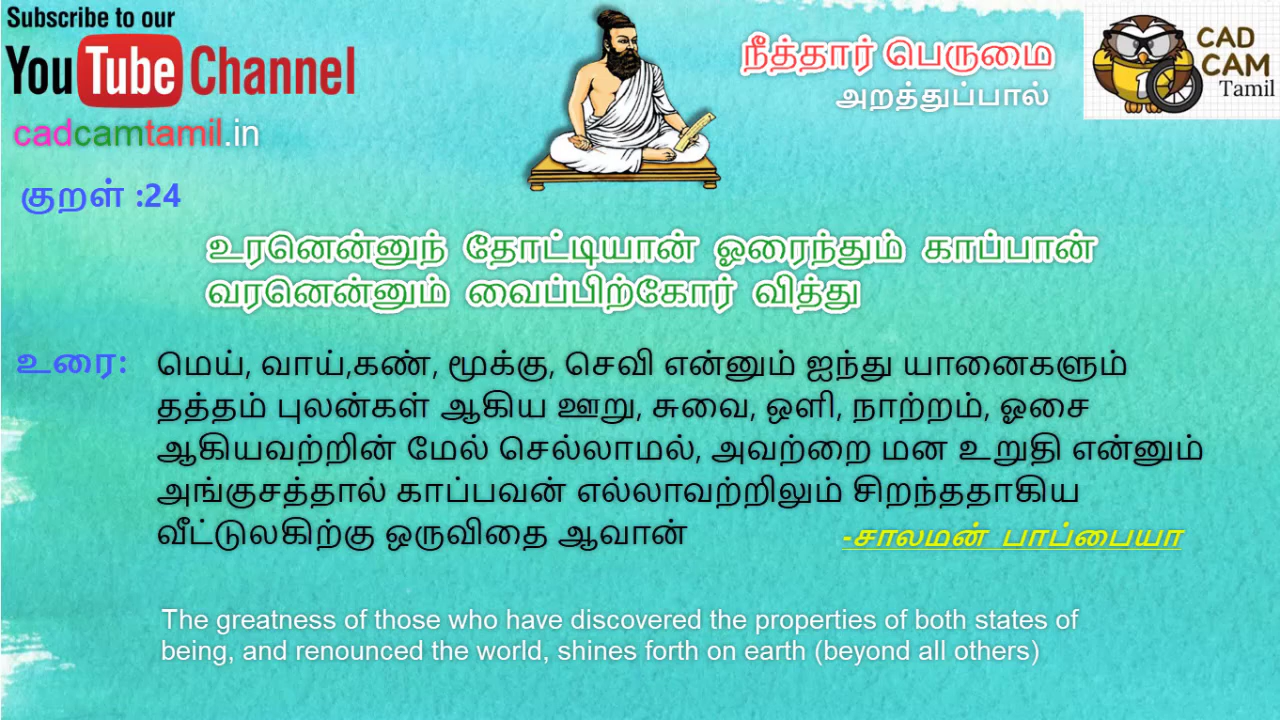 Subscribe to our
YouTube Channel
cadcamtamil.in
நீத்தார் பெருமை
அறத்துப்பால்
CAD
CAM
Tamil
1
குறள் :24
உரனென்னுந் தோட்டியான் ஓரைந்தும் காப்பான்
வரனென்னும் வைப்பிற்கோர் வித்து
உரை: மெய், வாய்,கண், மூக்கு, செவி என்னும் ஐந்து யானைகளும்
தத்தம் புலன்கள் ஆகிய ஊறு, சுவை, ஒளி, நாற்றம், ஓசை
ஆகியவற்றின் மேல் செல்லாமல், அவற்றை மன உறுதி என்னும்
அங்குசத்தால் காப்பவன் எல்லாவற்றிலும் சிறந்ததாகிய
வீட்டுலகிற்கு ஒருவிதை ஆவான் -சாலமன் பாப்பையா
The greatness of those who have discovered the properties of both states of
being, and renounced the world, shines forth on earth (beyond all others)